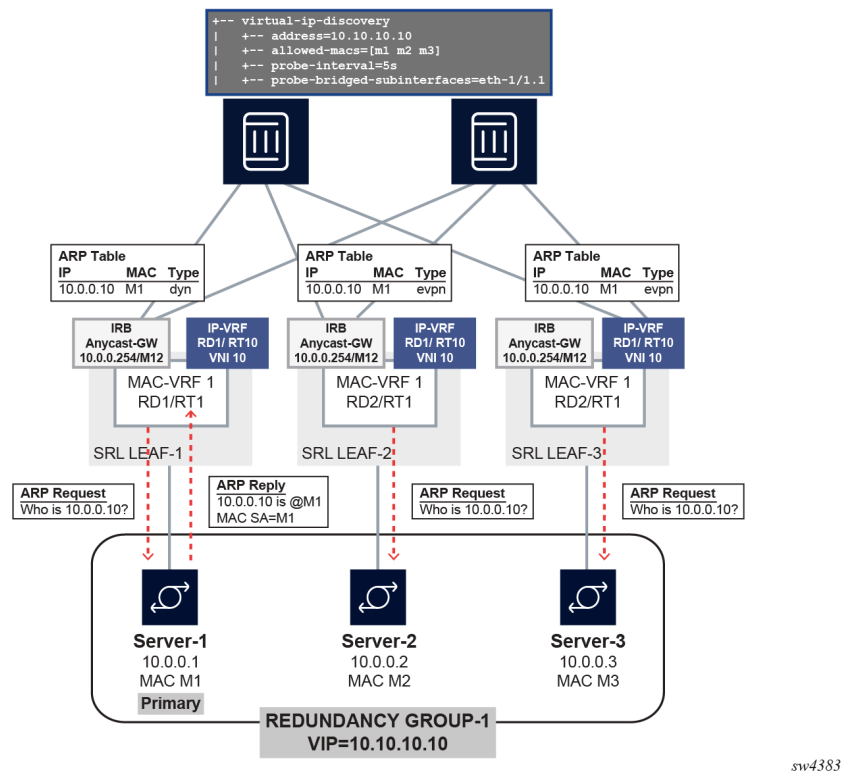 +-- virtual-ip-discovery
| +-- address=10.10.10.10
| +-- allowed-macs=[m1 m2 m3]
| +-- probe-interval=5s
| +-- probe-bridged-subinterfaces=eth-1/1.1
ARP Table
IP MAC Type
10.0.0.10 M1 dyn
ARP Table
IP MAC Type
10.0.0.10 M1 evpn
ARP Table
IP MAC Type
10.0.0.10 M1 evpn
IRB
Anycast-GW
10.0.0.254/M12
IP-VRF
RD1/ RT10
VNI 10
IRB
Anycast-GW
10.0.0.254/M12
IP-VRF
RD1/ RT10
VNI 10
IRB
Anycast-GW
10.0.0.254/M12
IP-VRF
RD1/ RT10
VNI 10
MAC-VRF 1
RD1/RT1
MAC-VRF 1
RD2/RT1
MAC-VRF 1
RD2/RT1
SRL LEAF-1
SRL LEAF-2
SRL LEAF-3
ARP Request
Who is 10.0.0.10?
ARP Reply
10.0.0.10 is @M1
MAC SA=M1
ARP Request
Who is 10.0.0.10?
ARP Request
Who is 10.0.0.10?
Server-1
10.0.0.1
MAC M1
Primary
Server-2
10.0.0.2
MAC M2
Server-3
10.0.0.3
MAC M3
REDUNDANCY GROUP-1
VIP=10.10.10.10
sw4383